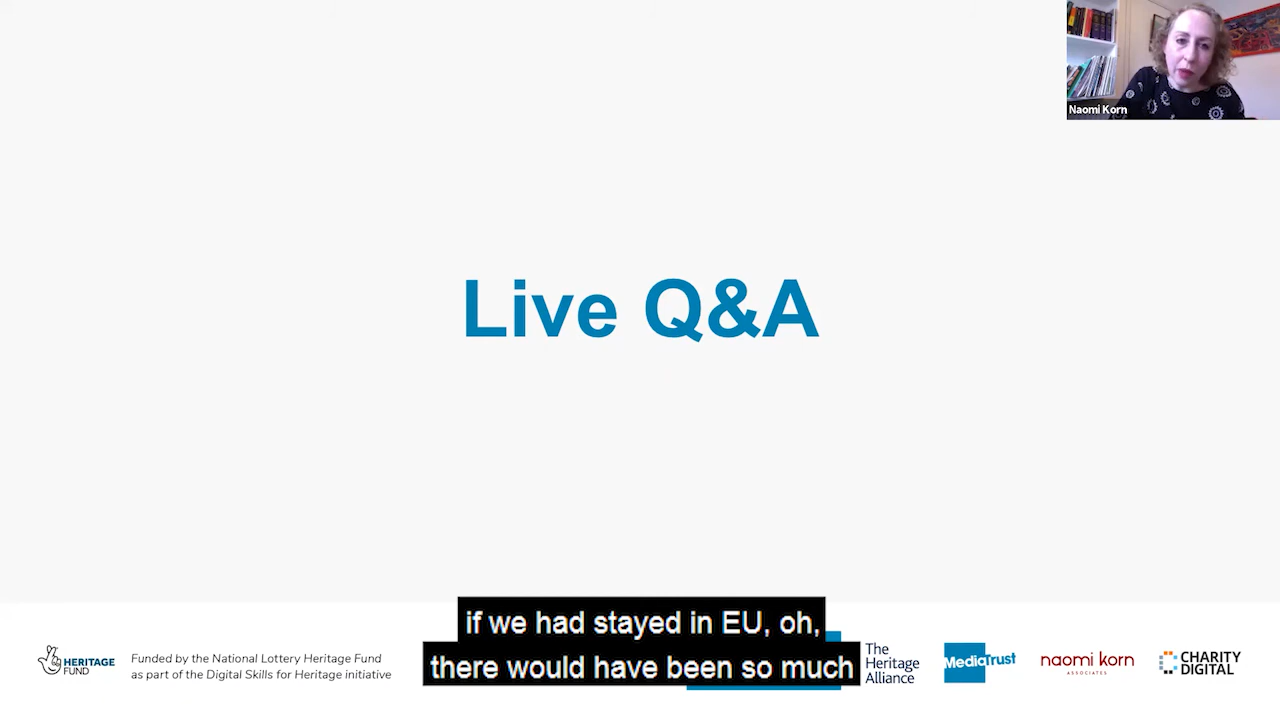 Naomi Korn
Live Q&A
if we had stayed in EU, oh,
there would have been so much
HERITAGE
FUND
Funded by the National Lottery Heritage Fund
as part of the Digital Skills for Heritage initiative
The
Heritage
Alliance
MediaTrust
naomi korn
ASSOCIATES
CHARITY
DIGITAL